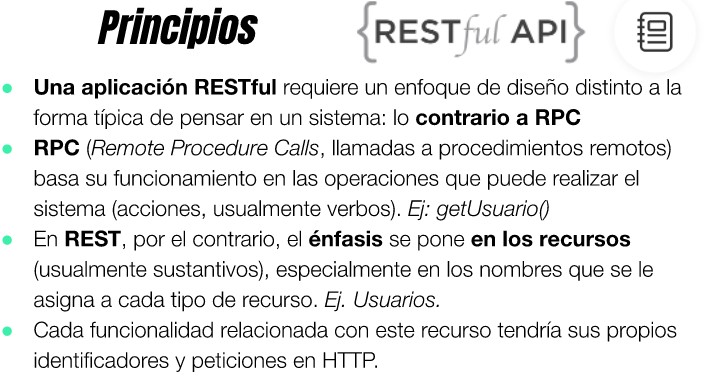 Principios
{RESTful API}
Una aplicación RESTful requiere un enfoque de diseño distinto a la
forma típica de pensar en un sistema: lo contrario a RPC
RPC (Remote Procedure Calls, llamadas a procedimientos remotos)
basa su funcionamiento en las operaciones que puede realizar el
sistema (acciones, usualmente verbos). Ej: getUsuario()
En REST, por el contrario, el énfasis se pone en los recursos
(usualmente sustantivos), especialmente en los nombres que se le
asigna a cada tipo de recurso. Ej. Usuarios.
Cada funcionalidad relacionada con este recurso tendría sus propios
identificadores y peticiones en HTTP.